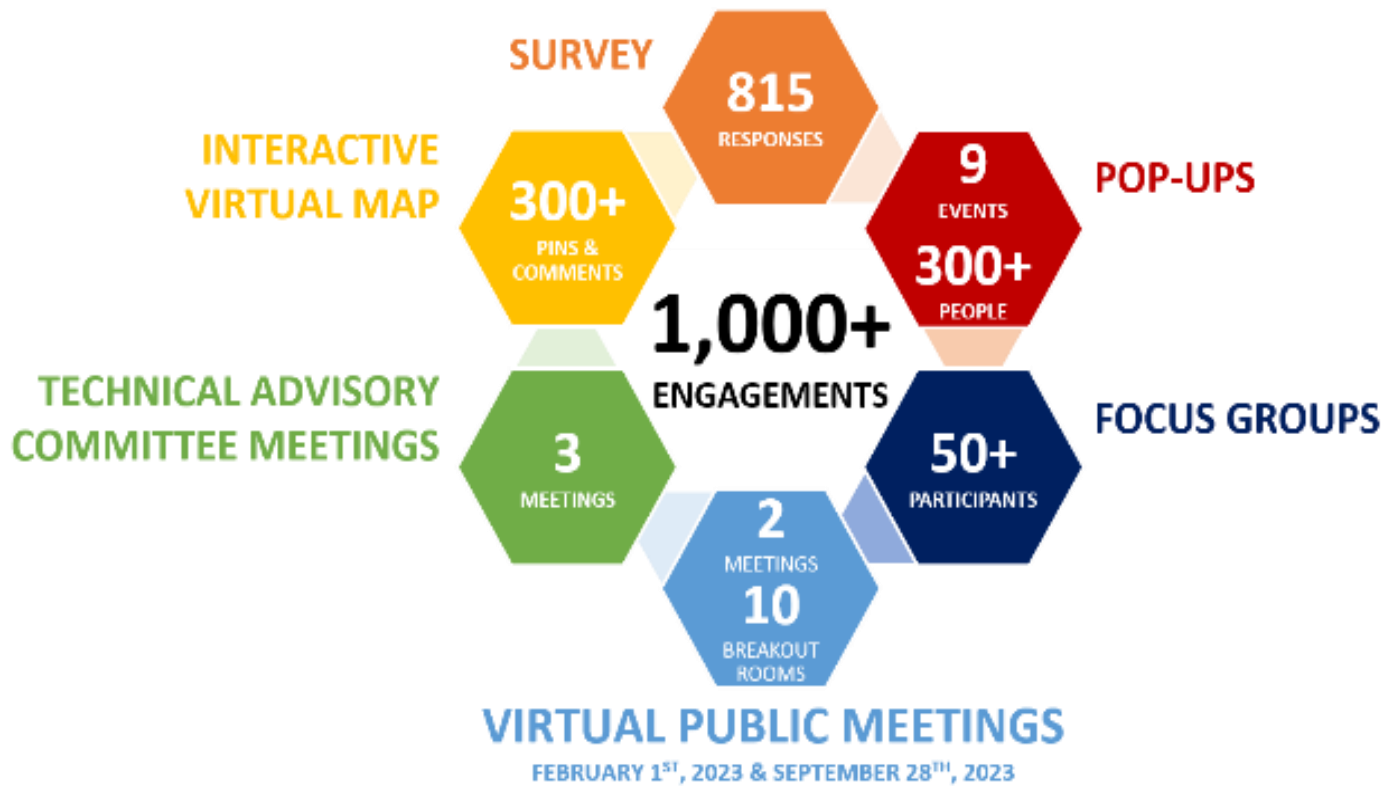 SURVEY
815
RESPONSES
INTERACTIVE
VIRTUAL MAP
300+
PINS &
COMMENTS
9
EVENTS
300+
PEOPLE
POP-UPS
1,000+
ENGAGEMENTS
TECHNICAL ADVISORY
COMMITTEE MEETINGS
3
MEETINGS
50+
PARTICIPANTS
FOCUS GROUPS
2
MEETINGS
10
BREAKOUT
ROOMS
VIRTUAL PUBLIC MEETINGS
FEBRUARY 1ST, 2023 & SEPTEMBER 28TH, 2023